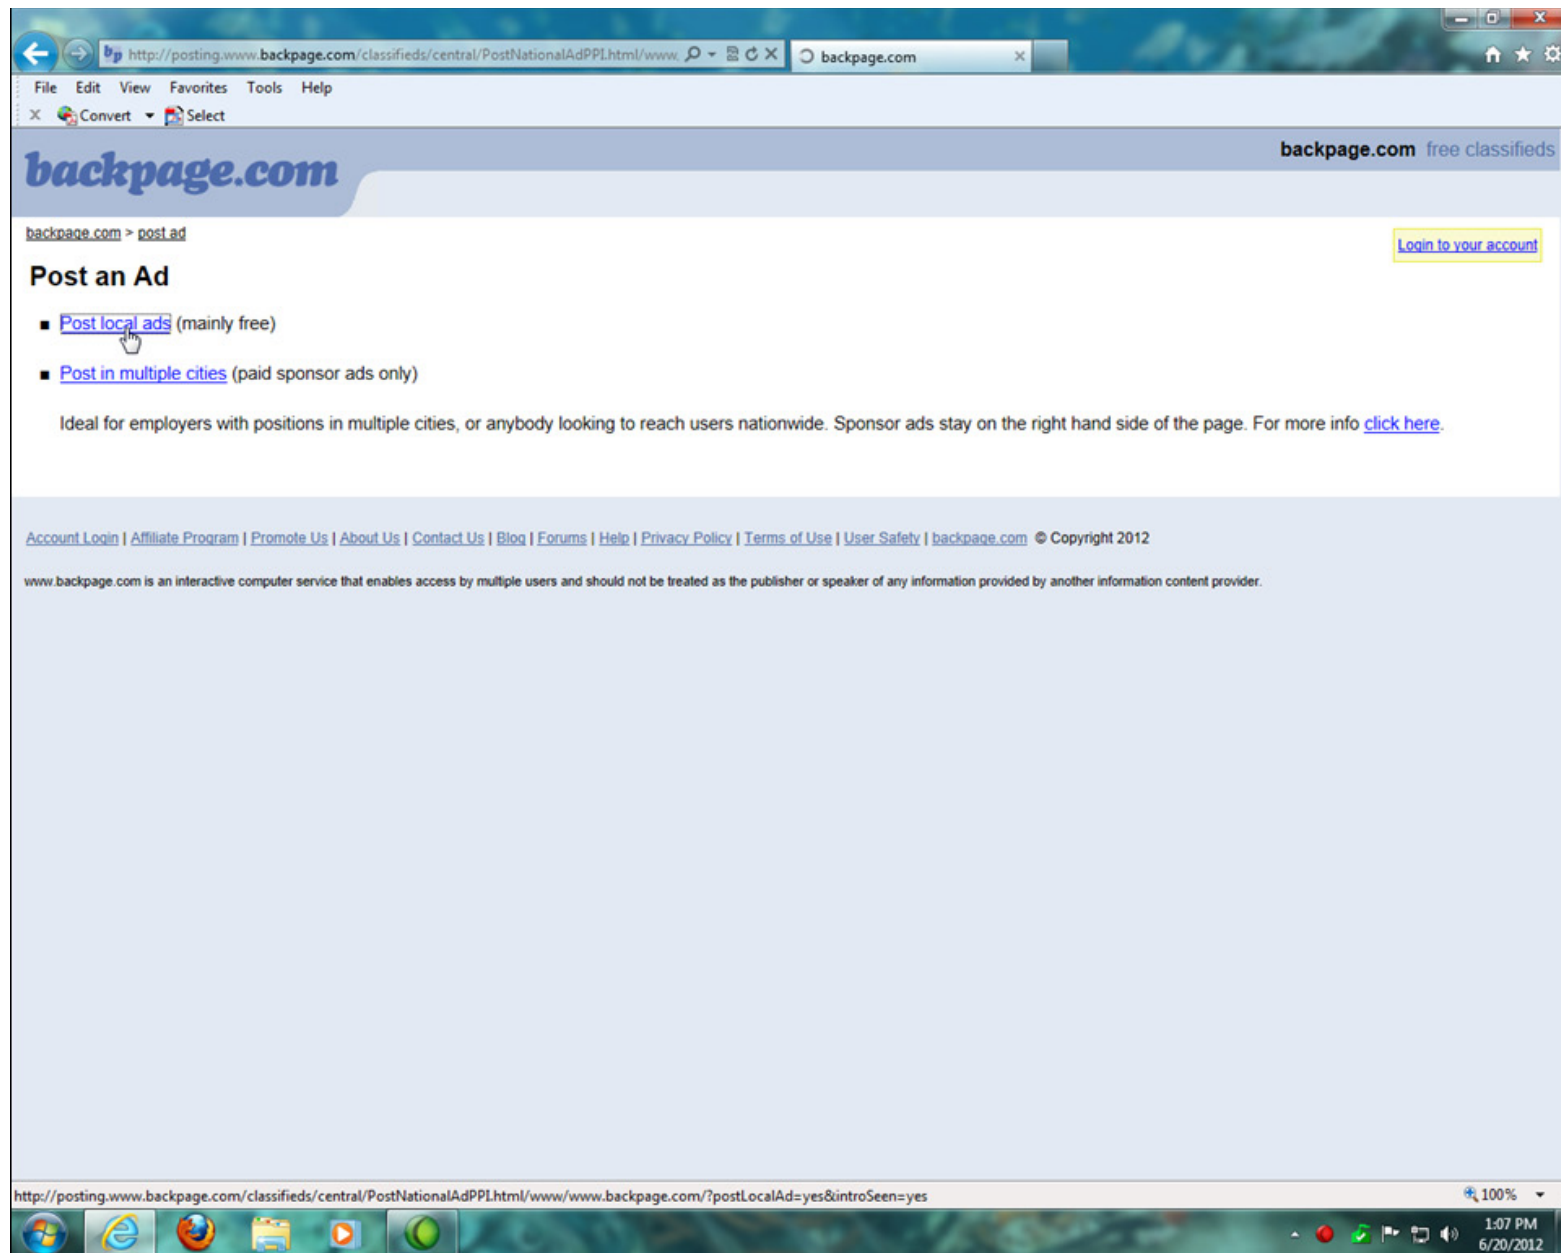 http://posting.www.backpage.com/classifieds/central/PostNationalAdPPI.html/www.
backpage.com
File Edit View Favorites Tools Help
Convert Select
backpage.com
backpage.com free classifieds
backpage.com > post ad
Login to your account
Post an Ad
Post local ads (mainly free)
Post in multiple cities (paid sponsor ads only)
Ideal for employers with positions in multiple cities, or anybody looking to reach users nationwide. Sponsor ads stay on the right hand side of the page. For more info click here.
Account Login | Affiliate Program | Promote Us | About Us | Contact Us | Blog | Forums | Help | Privacy Policy | Terms of Use | User Safety | backpage.com © Copyright 2012
www.backpage.com is an interactive computer service that enables access by multiple users and should not be treated as the publisher or speaker of any information provided by another information content provider.
http://posting.www.backpage.com/classifieds/central/PostNationalAdPPI.html/www/www.backpage.com/?postLocalAd=yes&introSeen=yes
100%
1:07 PM
6/20/2012